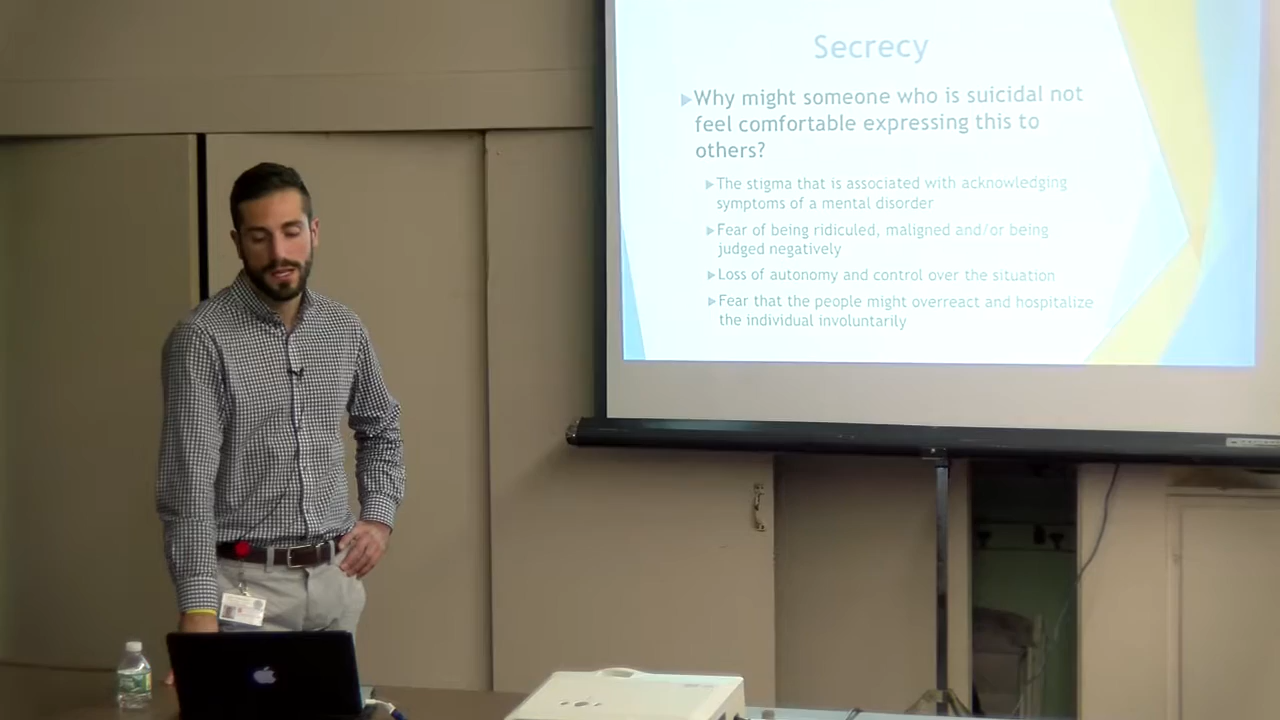 Secrecy
Why might someone who is suicidal not
feel comfortable expressing this to
others?
The stigma that is associated with acknowledging
symptoms of a mental disorder
Fear of being ridiculed, maligned and/or being
judged negatively
Loss of autonomy and control over the situation
Fear that the people might overreact and hospitalize
the individual involuntarily